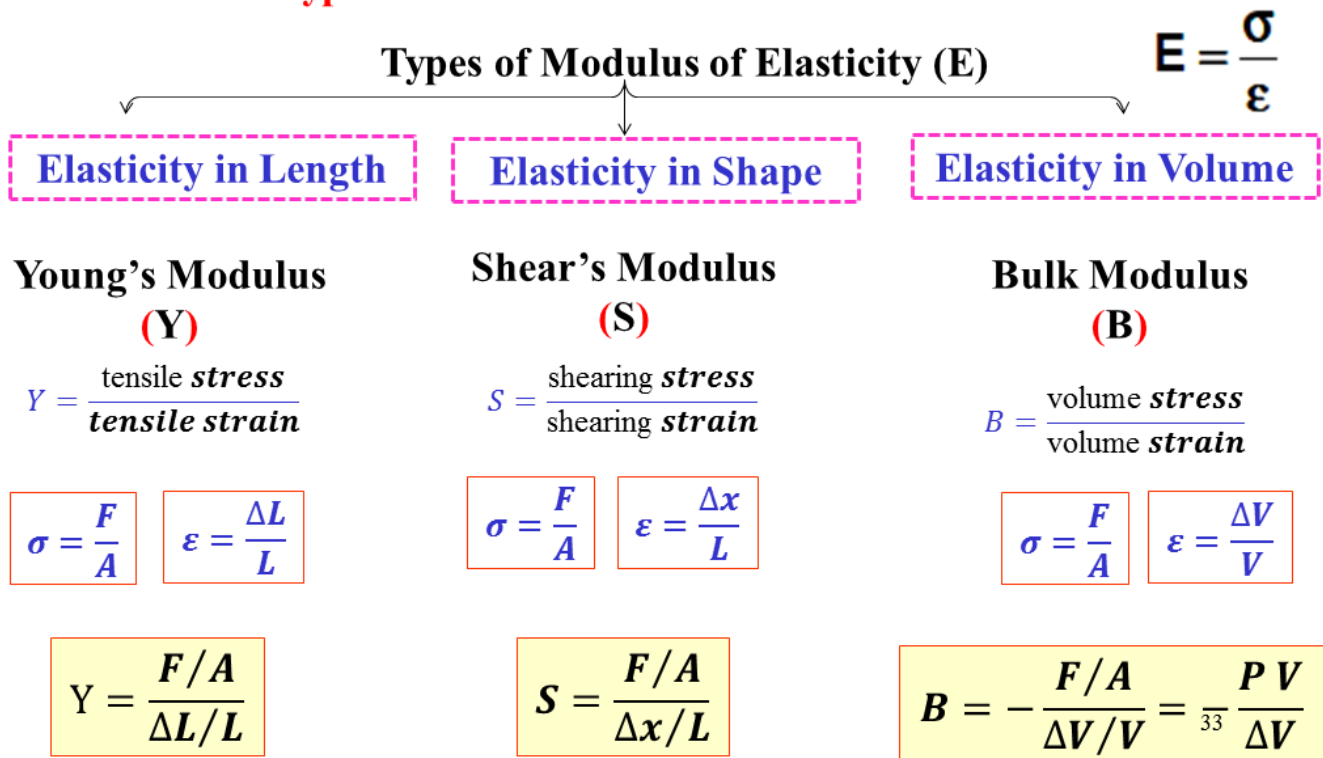 yp
Types of Modulus of Elasticity (E)
E = σ/ε
Elasticity in Length
Elasticity in Shape
Elasticity in Volume
Young’s Modulus
(Y)
Y = tensile stress/tensile strain
σ = F/A
ε = ΔL/L
Y = F/A / ΔL/L
Shear’s Modulus
(S)
S = shearing stress/shearing strain
σ = F/A
ε = Δx/L
S = F/A / Δx/L
Bulk Modulus
(B)
B = volume stress/volume strain
σ = F/A
ε = ΔV/V
B = − F/A / ΔV/V = − P V/ΔV
33